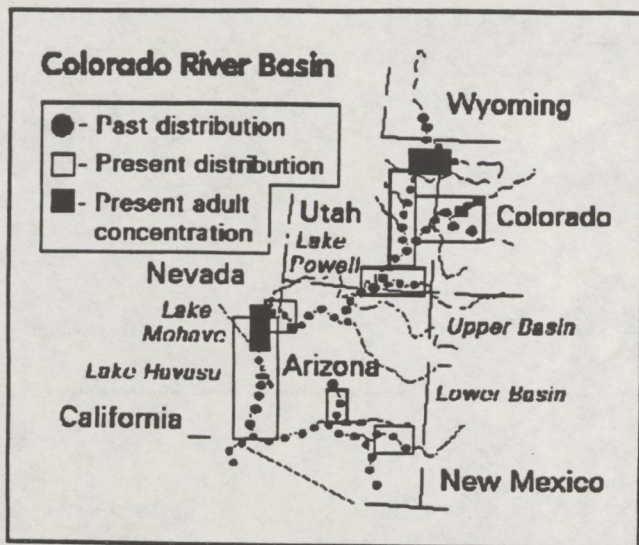 Colorado River Basin
- Past distribution
- Present distribution
- Present adult
concentration
Wyoming
Utah
Colorado
Lake
Powell
Nevada
Lake
Mohave
Upper Basin
Lake Havasu
Arizona
Lower Basin
California
New Mexico